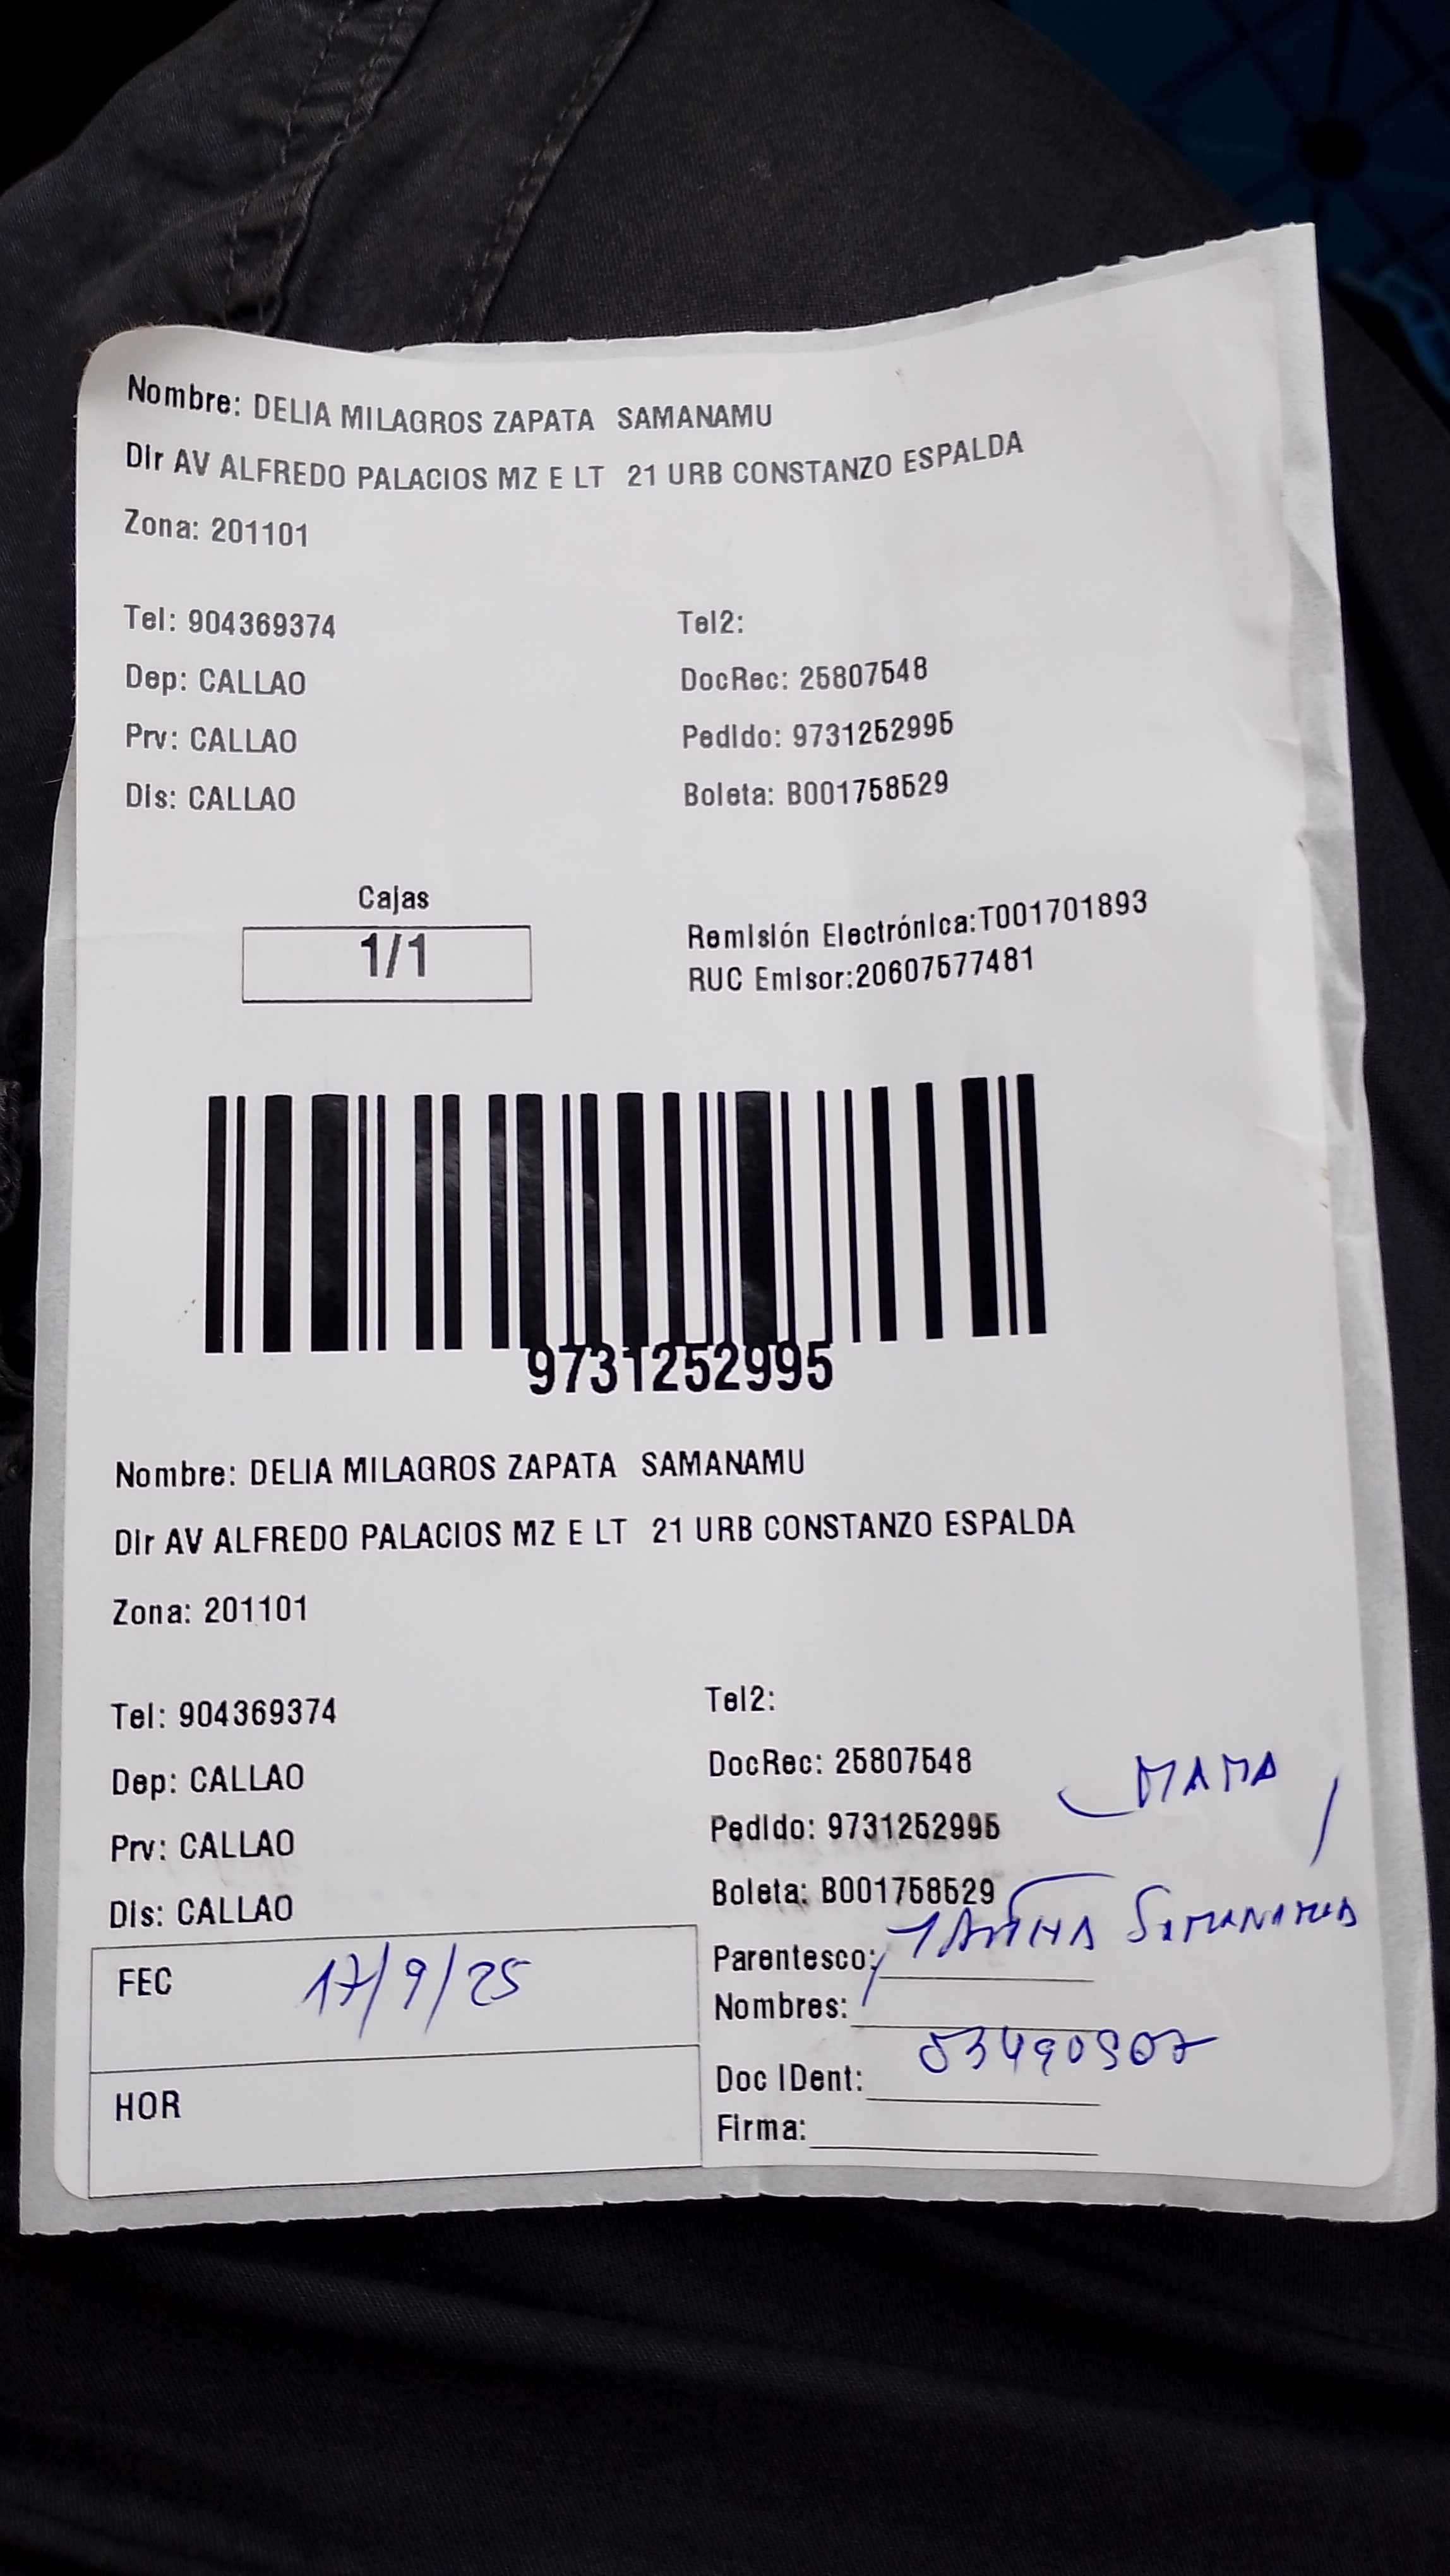 Nombre: DELIA MILAGROS ZAPATA SAMANAMU
Dir AV ALFREDO PALACIOS MZ E LT 21 URB CONSTANZO ESPALDA
Zona: 201101
Tel: 904369374 Tel2:
Dep: CALLAO DocRec: 25807548
Prv: CALLAO Pedido: 9731252995
Dis: CALLAO Boleta: B001758529
Cajas
1/1
Remisión Electrónica:T001701893
RUC Emisor:20607577481
9731252995
Nombre: DELIA MILAGROS ZAPATA SAMANAMU
Dir AV ALFREDO PALACIOS MZ E LT 21 URB CONSTANZO ESPALDA
Zona: 201101
Tel: 904369374 Tel2:
Dep: CALLAO DocRec: 25807548
MAMA
Prv: CALLAO Pedido: 9731252995
Dis: CALLAO Boleta: B001758529
FEC 17/9/25
Parentesco: SAMANAMUD
Nombres:
HOR
Doc IDent:
Firma: